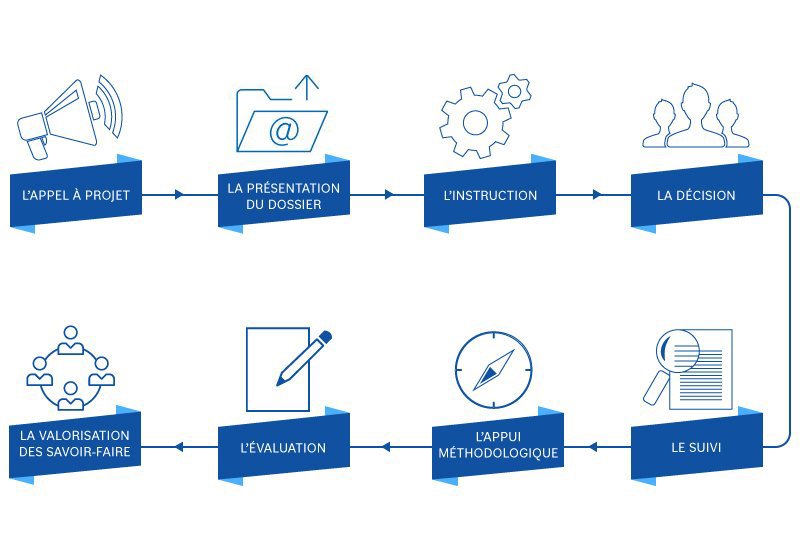 L'APPEL À PROJET
LA PRÉSENTATION
DU DOSSIER
L'INSTRUCTION
LA DÉCISION
LE SUIVI
L'APPUI
MÉTHODOLOGIQUE
L'ÉVALUATION
LA VALORISATION
DES SAVOIR-FAIRE
@